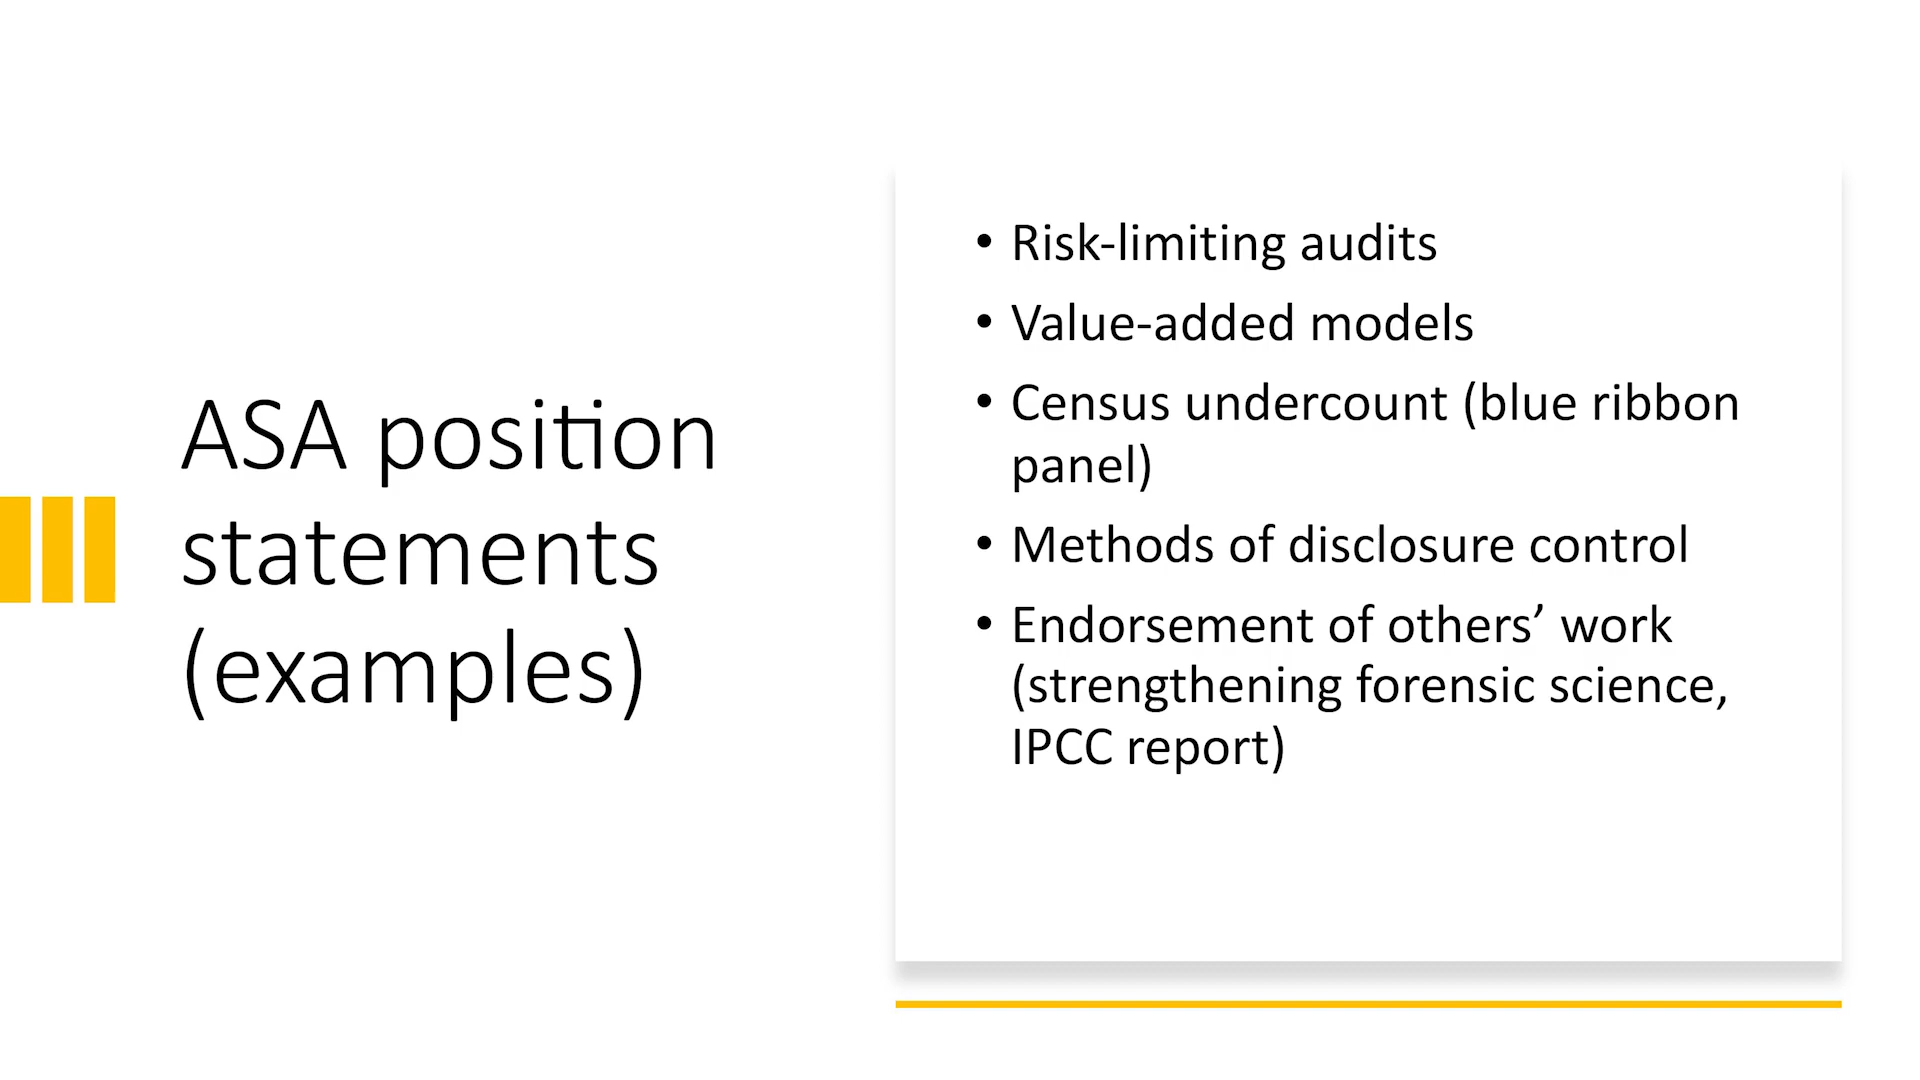 ASA position
statements
(examples)
• Risk-limiting audits
• Value-added models
• Census undercount (blue ribbon
panel)
• Methods of disclosure control
• Endorsement of others’ work
(strengthening forensic science,
IPCC report)